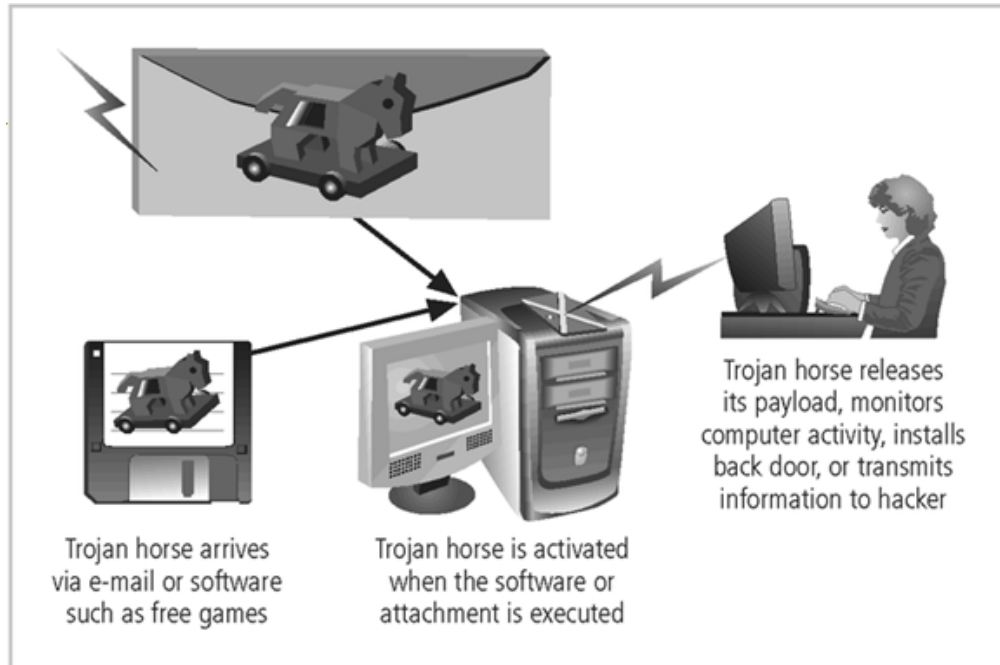 Trojan horse arrives
via e-mail or software
such as free games
Trojan horse is activated
when the software or
attachment is executed
Trojan horse releases
its payload, monitors
computer activity, installs
back door, or transmits
information to hacker